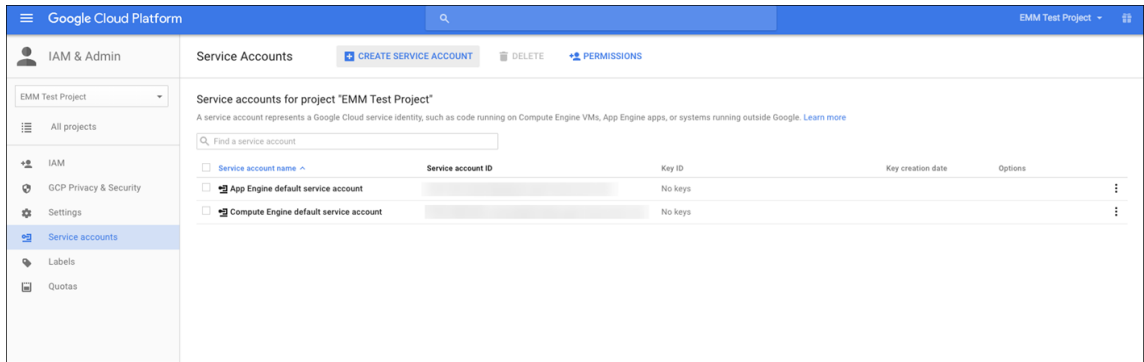 Google Cloud Platform
EMM Test Project
IAM & Admin
Service Accounts
CREATE SERVICE ACCOUNT
DELETE
PERMISSIONS
EMM Test Project
All projects
IAM
GCP Privacy & Security
Settings
Service accounts
Labels
Quotas
Service accounts for project "EMM Test Project"
A service account represents a Google Cloud service identity, such as code running on Compute Engine VMs, App Engine apps, or systems running outside Google. Learn more
Find a service account
Service account name Service account ID Key ID Key creation date Options
App Engine default service account No keys
Compute Engine default service account No keys